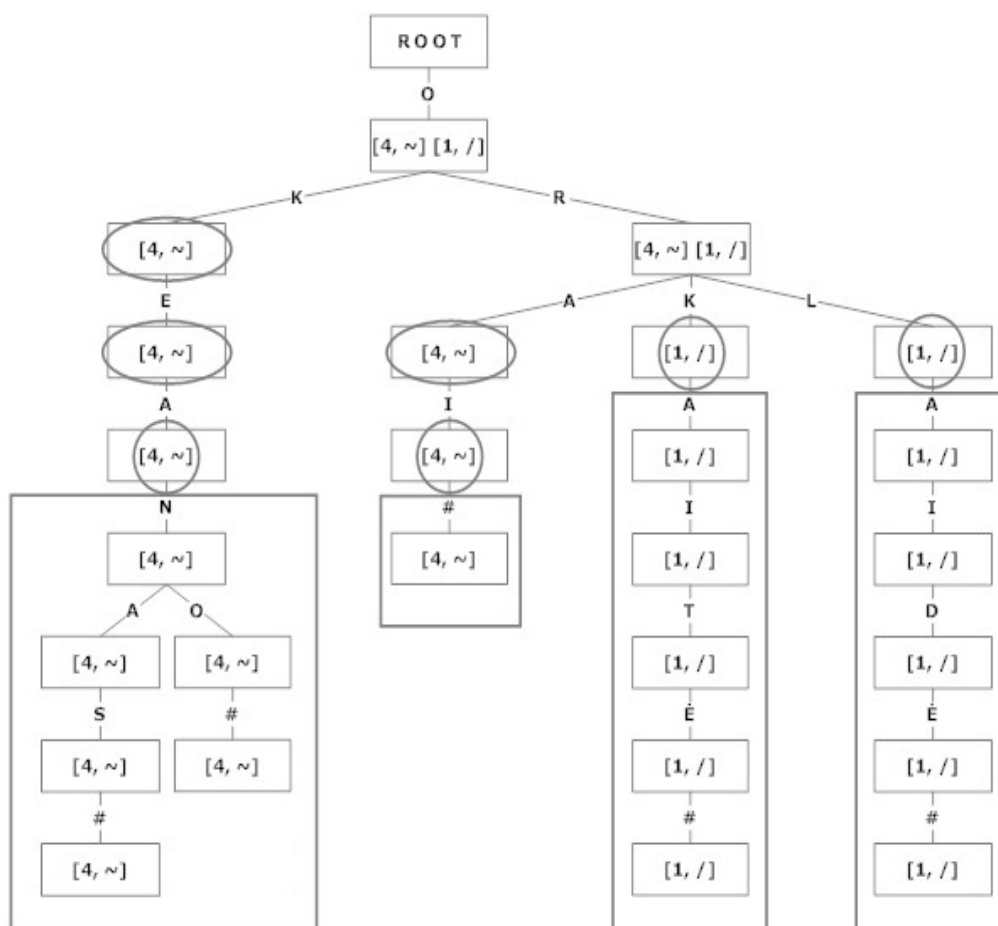 R O O T
O
[4, ~] [1, /]
K R
[4, ~] [4, ~] [1, /]
E A K L
[4, ~] [4, ~] [1, /] [1, /]
A I A A
[4, ~] [4, ~] [1, /] [1, /]
N # I I
[4, ~] [4, ~] [1, /] [1, /]
A O T D
[4, ~] [4, ~] [1, /] [1, /]
S # Ė Ė
[4, ~] [4, ~] [1, /] [1, /]
# # #
[4, ~] [1, /] [1, /]